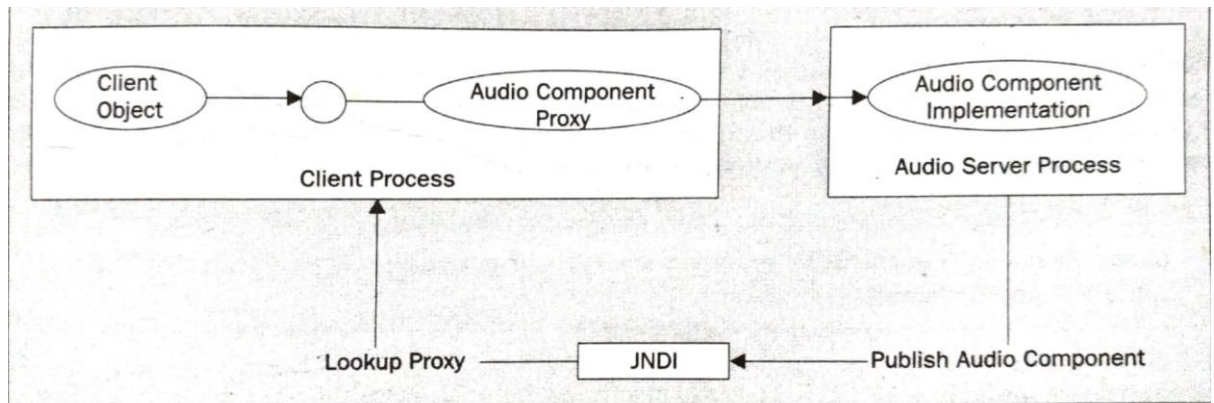 Client
Object
Audio Component
Proxy
Client Process
Audio Component
Implementation
Audio Server Process
Lookup Proxy
JNDI
Publish Audio Component